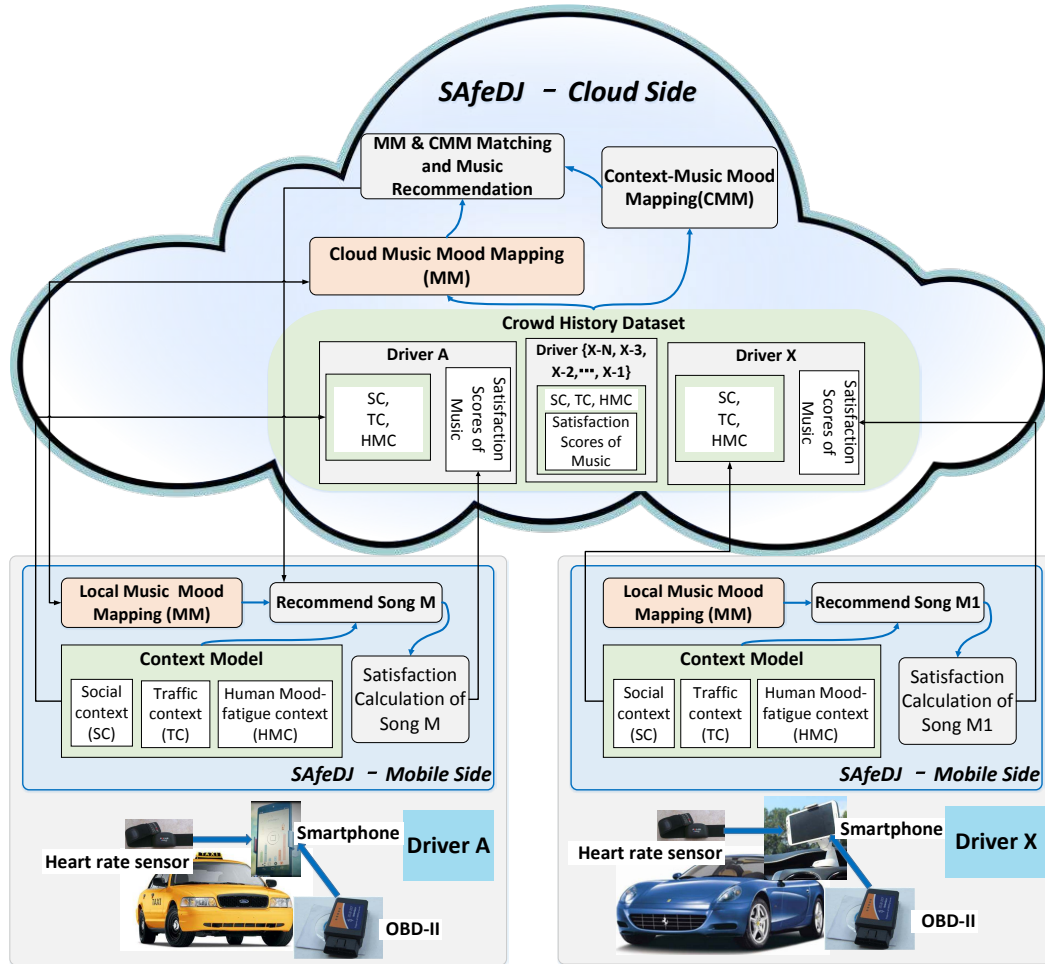 SAfeDJ – Cloud Side
MM & CMM Matching
and Music
Recommendation
Context-Music Mood
Mapping(CMM)
Cloud Music Mood Mapping
(MM)
Crowd History Dataset
Driver A
SC,
TC,
HMC
Satisfaction
Scores of
Music
Driver {X-N, X-3,
X-2,···, X-1}
SC, TC, HMC
Satisfaction
Scores of
Music
Driver X
SC,
TC,
HMC
Satisfaction
Scores of
Music
Local Music Mood
Mapping (MM)
Recommend Song M
Context Model
Social
context
(SC)
Traffic
context
(TC)
Human Mood-
fatigue context
(HMC)
Satisfaction
Calculation of
Song M
SAfeDJ – Mobile Side
Heart rate sensor
Smartphone
Driver A
TAXI
OBD-II
Local Music Mood
Mapping (MM)
Recommend Song M1
Context Model
Social
context
(SC)
Traffic
context
(TC)
Human Mood-
fatigue context
(HMC)
Satisfaction
Calculation of
Song M1
SAfeDJ – Mobile Side
Heart rate sensor
Smartphone
Driver X
OBD-II